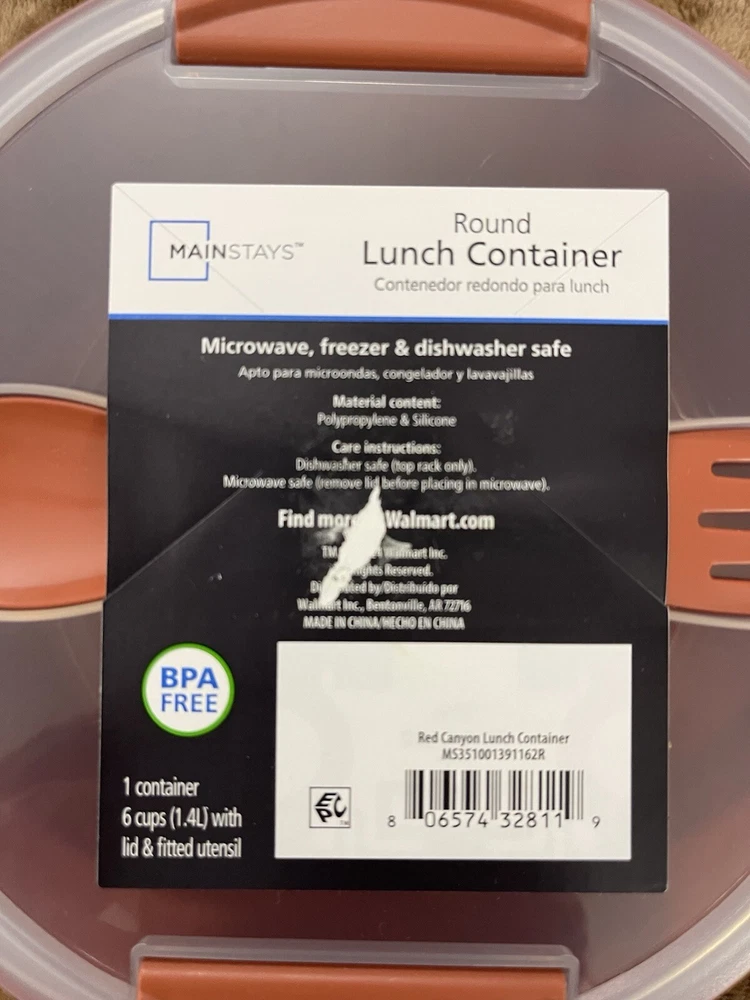 MAINSTAYS™
Round
Lunch Container
Contenedor redondo para lunch
Microwave, freezer & dishwasher safe
Apto para microondas, congelador y lavavajillas
Material content:
Polypropylene & Silicone
Care instructions:
Dishwasher safe (top rack only).
Microwave safe (remove lid before placing in microwave).
Find more Walmart.com
TM Walmart Inc.
Reserved.
by/Distribuido por
Walmart Inc., Bentonville, AR 72716
MADE IN CHINA/HECHO EN CHINA
BPA
FREE
1 container
6 cups (1.4L) with
lid & fitted utensil
Red Canyon Lunch Container
MS351001391162R
EPC™
8 06574 32811 9